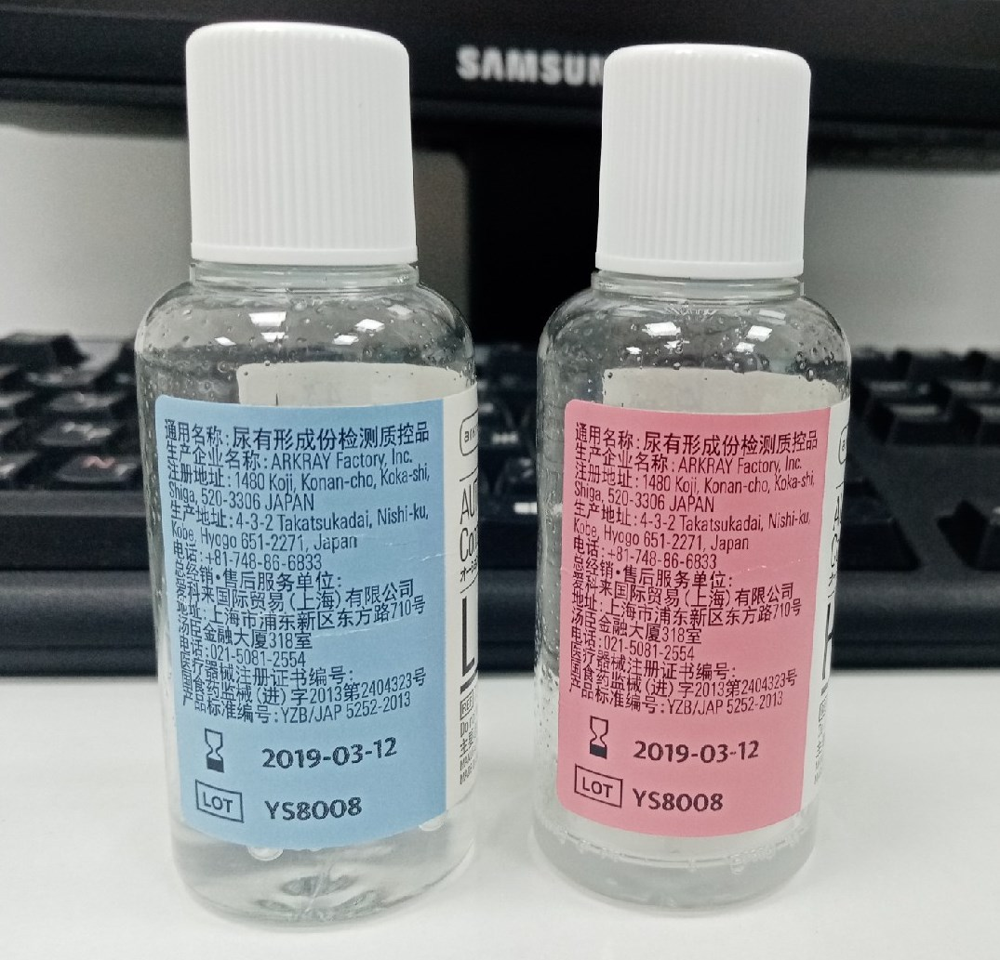 SAMSUN
通用名称:尿有形成份检测质控品
生产企业名称:ARKRAY Factory, Inc.
注册地址:1480 Koji, Konan-cho, Koka-shi,
Shiga, 520-3306 JAPAN
生产地址:4-3-2 Takatsukadai, Nishi-ku,
Kobe, Hyogo 651-2271, Japan
电话:+81-748-86-6833
总经销•售后服务单位:
爱科来国际贸易(上海)有限公司
地址:上海市浦东新区东方路710号
汤臣金融大厦318室
电话:021-5081-2554
医疗器械注册证书编号:
国食药监械(进)字2013第2404323号
产品标准编号:YZB/JAP 5252-2013
2019-03-12
LOT YS8008
AU
Co
L
Do n
主要
通用名称:尿有形成份检测质控品
生产企业名称:ARKRAY Factory, Inc.
注册地址:1480 Koji, Konan-cho, Koka-shi,
Shiga, 520-3306 JAPAN
生产地址:4-3-2 Takatsukadai, Nishi-ku,
Kobe, Hyogo 651-2271, Japan
电话:+81-748-86-6833
总经销•售后服务单位:
爱科来国际贸易(上海)有限公司
地址:上海市浦东新区东方路710号
汤臣金融大厦318室
电话:021-5081-2554
医疗器械注册证书编号:
国食药监械(进)字2013第2404323号
产品标准编号:YZB/JAP 5252-2013
2019-03-12
LOT YS8008